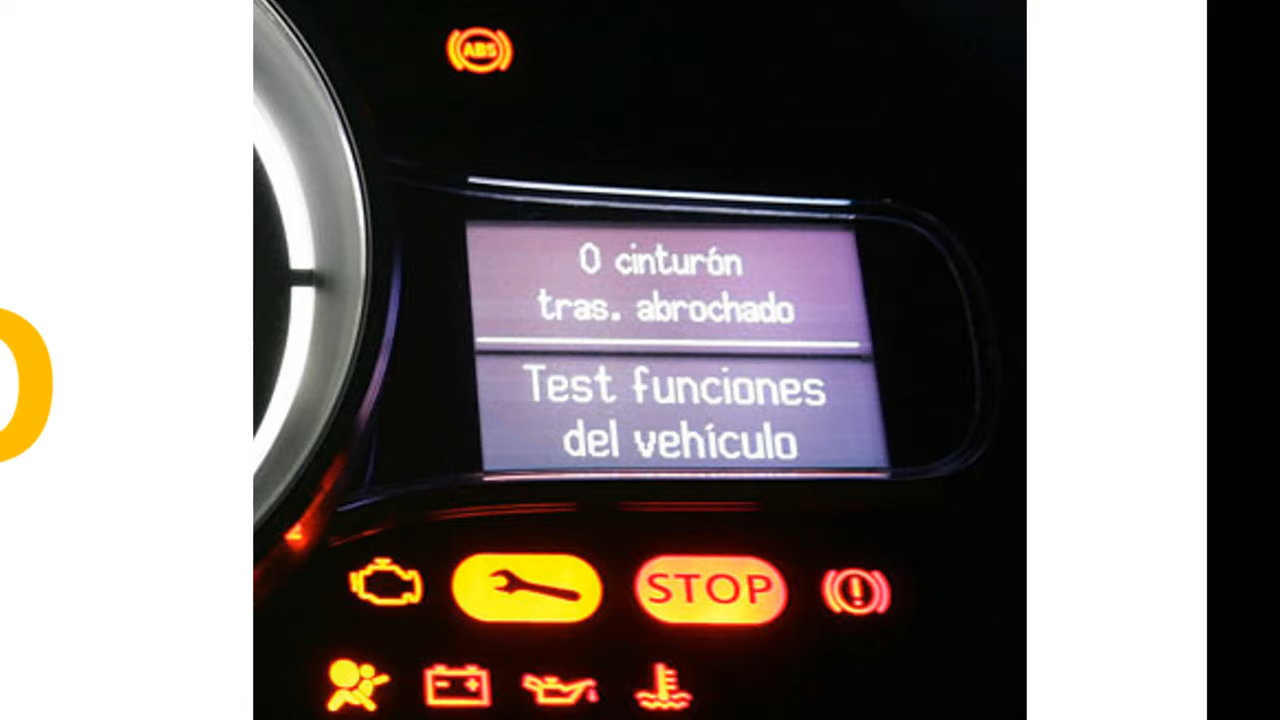 ABS
0 cinturón
tras. abrochado
Test funciones
del vehículo
STOP